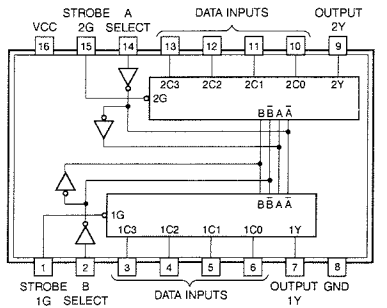 STROBE 2G A SELECT DATA INPUTS OUTPUT 2Y
VCC
16 15 14 13 12 11 10 9
2C3 2C2 2C1 2C0 2Y
2G
B B̅ A A̅
B B̅ A A̅
1G
1C3 1C2 1C1 1C0 1Y
1 2 3 4 5 6 7 8
STROBE 1G B SELECT DATA INPUTS OUTPUT 1Y GND